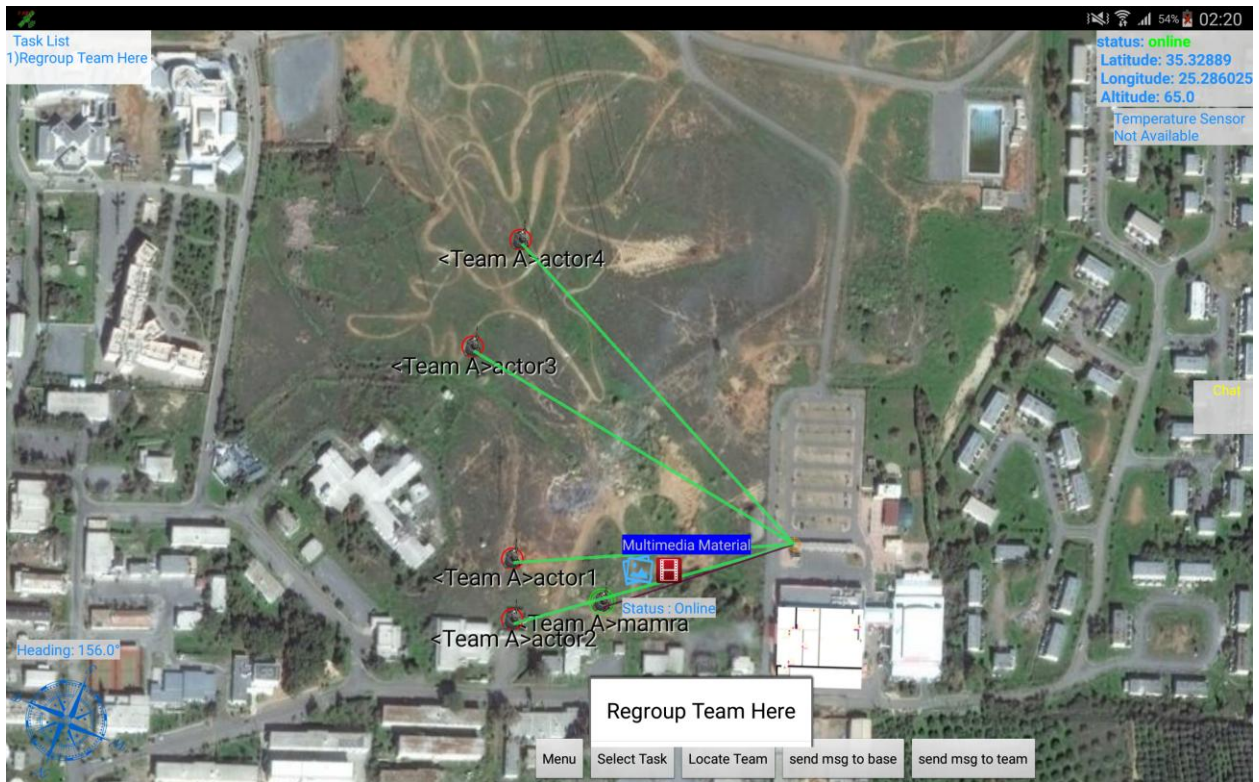 54% 02:20
Task List
1)Regroup Team Here
status: online
Latitude: 35.32889
Longitude: 25.286025
Altitude: 65.0
Temperature Sensor
Not Available
<Team A>actor4
<Team A>actor3
Chat
Multimedia Material
<Team A>actor1
Status : Online
<Team A>mamra
<Team A>actor2
Heading: 156.0°
Regroup Team Here
Menu
Select Task
Locate Team
send msg to base
send msg to team